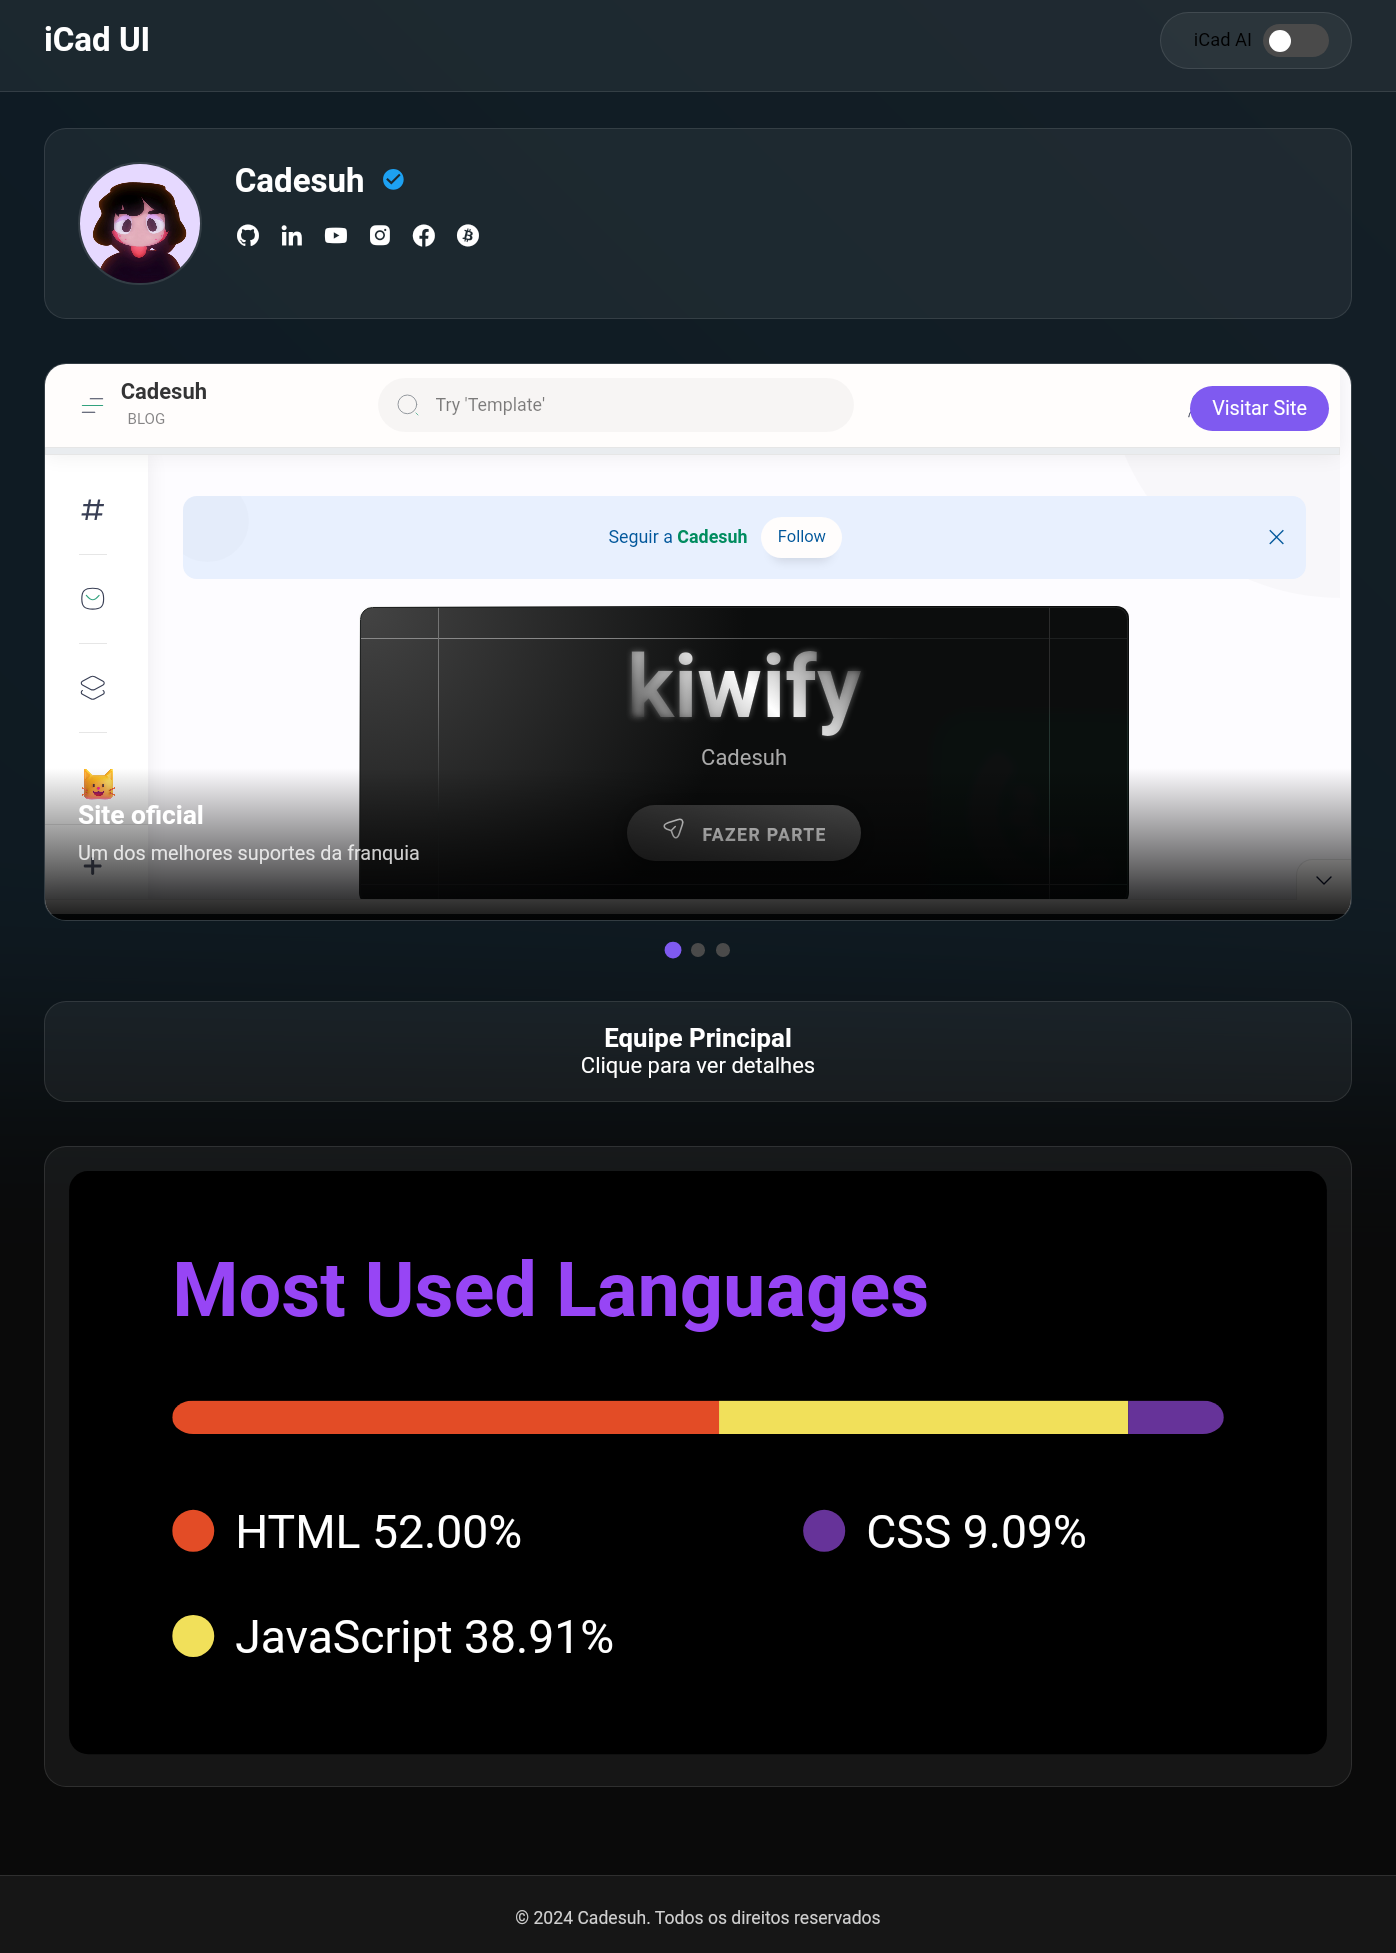 iCad UI
iCad AI
Cadesuh
Cadesuh
BLOG
Try 'Template'
Visitar Site
Seguir a Cadesuh
Follow
kiwify
Cadesuh
FAZER PARTE
Site oficial
Um dos melhores suportes da franquia
Equipe Principal
Clique para ver detalhes
Most Used Languages
HTML 52.00%
CSS 9.09%
JavaScript 38.91%
© 2024 Cadesuh. Todos os direitos reservados